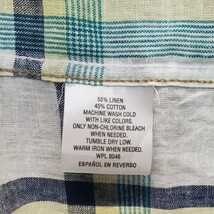 55% LINEN
45% COTTON
MACHINE WASH COLD
WITH LIKE COLORS.
ONLY NON-CHLORINE BLEACH
WHEN NEEDED.
TUMBLE DRY LOW.
WARM IRON WHEN NEEDED.
WPL 8046
ESPAÑOL EN REVERSO